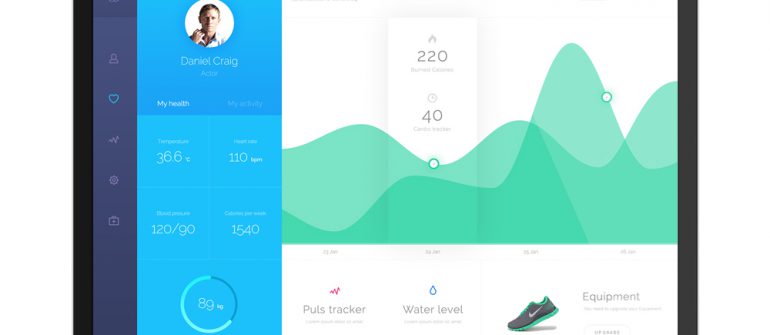 Daniel Craig
Actor
My health
My activity
Temperature
Heart rate
36.6 °C
110 bpm
Blood presure
Calories per week
120/90
1540
89 kg
220
Burned Calories
40
Cardio tracker
23 Jan
24 Jan
25 Jan
26 Jan
Puls tracker
Lorem ipsum dolor sit amet
Water level
Lorem ipsum dolor sit amet
Equipment
You need to upgrade your Equipment
UPGRADE